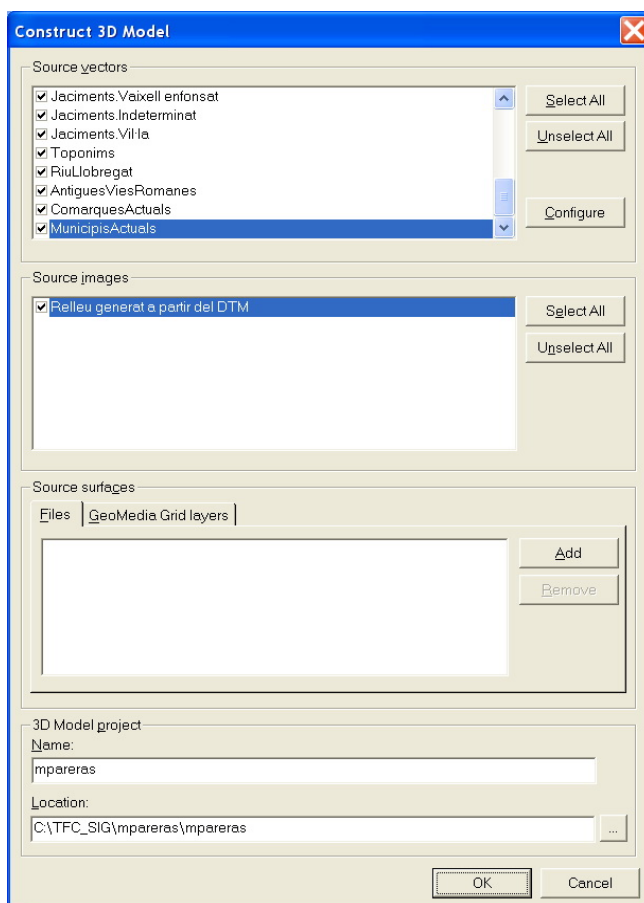 Construct 3D Model
Source vectors
Jaciments.Vaixell enfonsat
Jaciments.Indeterminat
Jaciments.Vil·la
Toponims
RiuLlobregat
AntiguesViesRomanes
ComarquesActuals
MunicipisActuals
Select All
Unselect All
Configure
Source images
Relleu generat a partir del DTM
Select All
Unselect All
Source surfaces
Files
GeoMedia Grid layers
Add
Remove
3D Model project
Name:
mpareras
Location:
C:\TFC_SIG\mpareras\mpareras
...
OK
Cancel